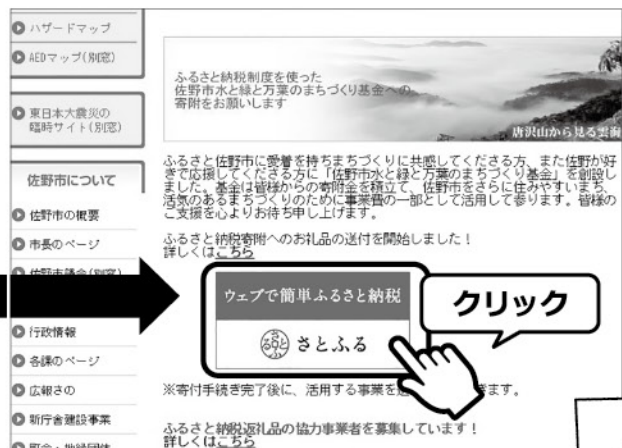 ハザードマップ
AEDマップ(別窓)
東日本大震災の
臨時サイト(別窓)
佐野市について
佐野市の概要
市長のページ
佐野市議会(別窓)
行政情報
各課のページ
広報さの
新庁舎建設事業
町会・地縁団体
ふるさと納税制度を使った
佐野市水と緑と万葉のまちづくり基金への
寄附をお願いします
唐沢山から見る雲海
ふるさと佐野市に愛着を持ちまちづくりに共感してくださる方、また佐野が好
きで応援してくださる方に「佐野市水と緑と万葉のまちづくり基金」を創設し
ました。基金は皆様からの寄附金を積立て、佐野市をさらに住みやすいまち、
活気のあるまちづくりのために事業費の一部として活用して参ります。皆様の
ご支援を心よりお待ち申し上げます。
ふるさと納税寄附へのお礼品の送付を開始しました！
詳しくはこちら
ウェブで簡単ふるさと納税
さとふる
クリック
※寄付手続き完了後に、活用する事業を選
きます。
ふるさと納税返礼品の協力事業者を募集しています！
詳しくはこちら